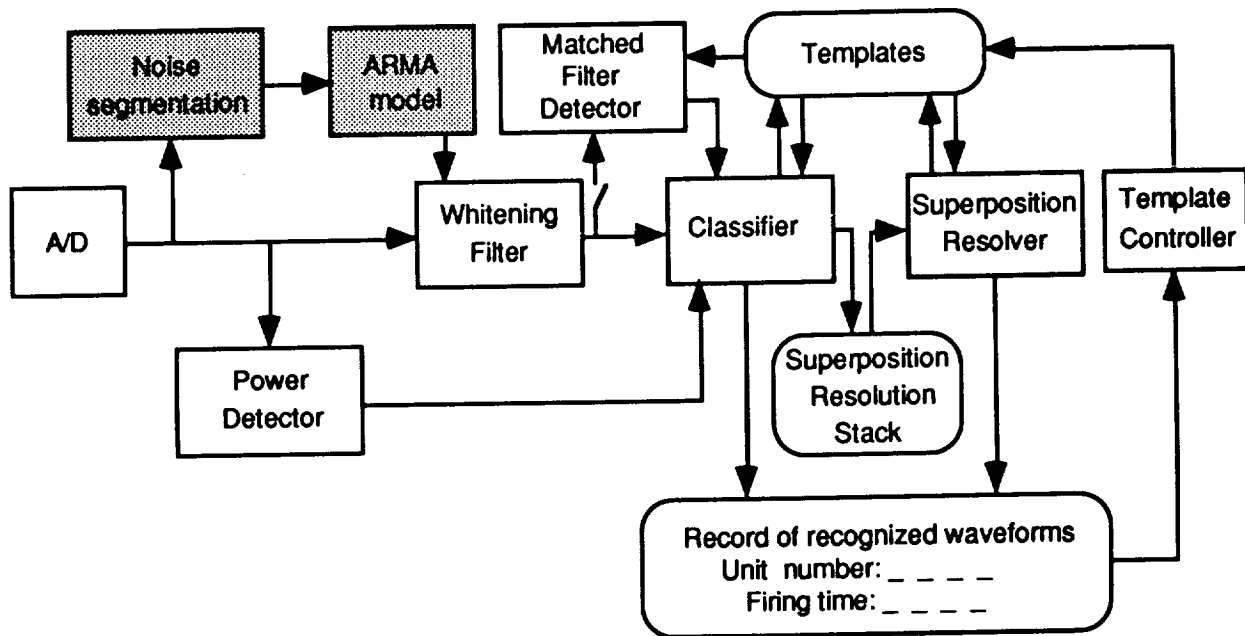 Noise
segmentation
ARMA
model
Matched
Filter
Detector
Templates
A/D
Whitening
Filter
Classifier
Superposition
Resolver
Template
Controller
Power
Detector
Superposition
Resolution
Stack
Record of recognized waveforms
Unit number: _ _ _ _
Firing time: _ _ _ _